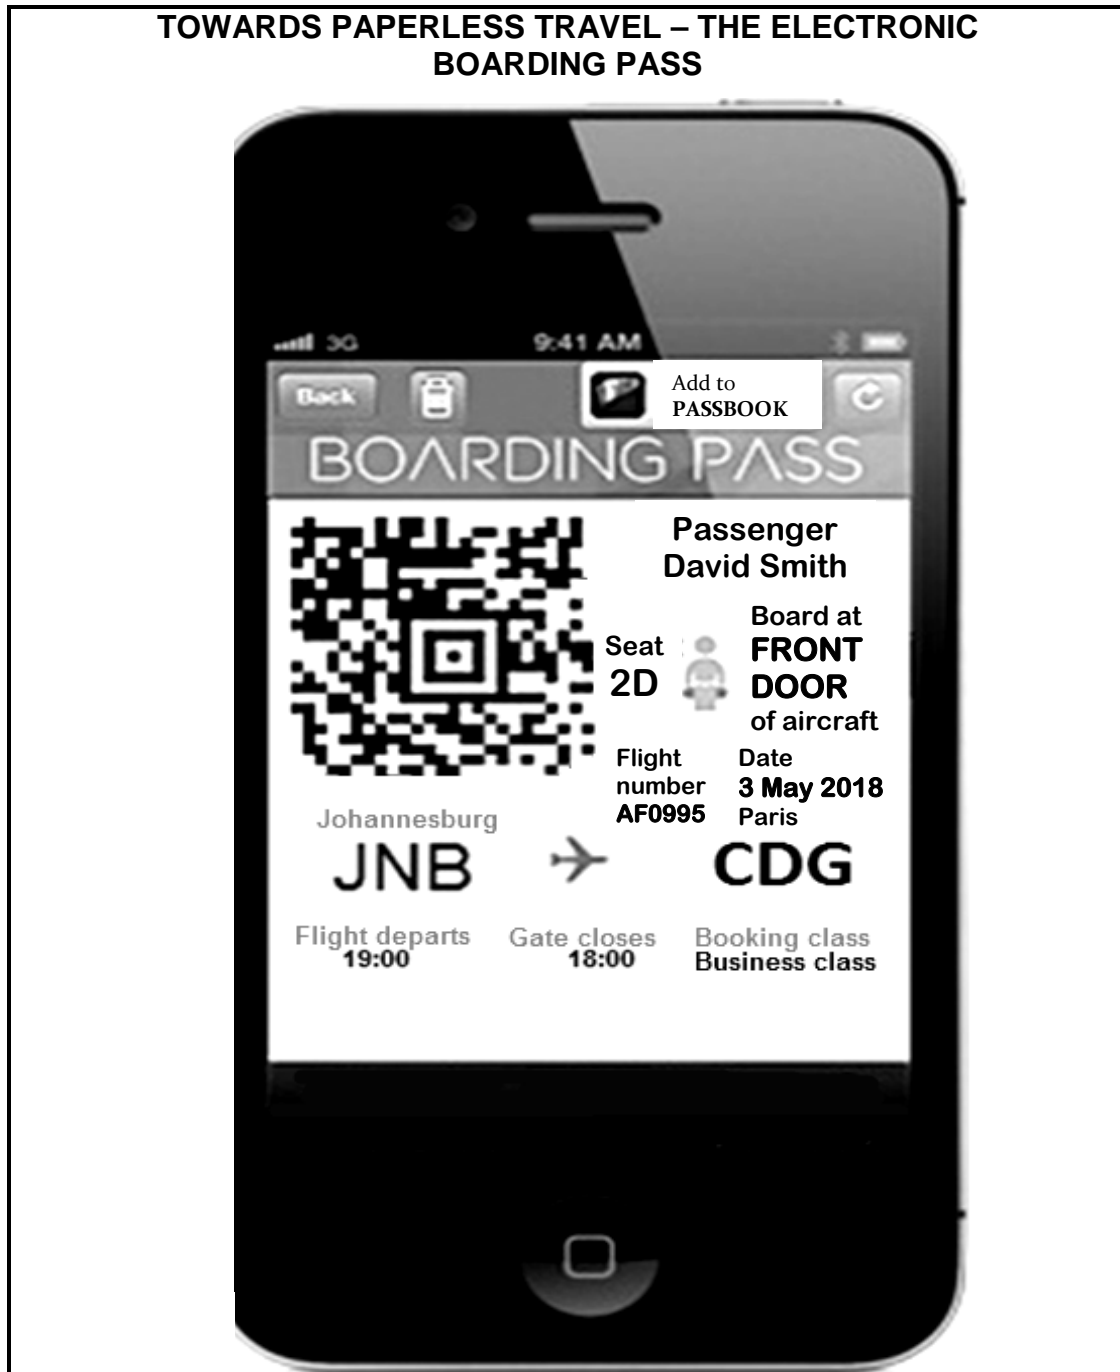 TOWARDS PAPERLESS TRAVEL – THE ELECTRONIC
BOARDING PASS
3G
9:41 AM
Back
Add to
PASSBOOK
BOARDING PASS
Passenger
David Smith
Seat
2D
Board at
FRONT
DOOR
of aircraft
Flight
number
AF0995
Date
3 May 2018
Paris
Johannesburg
JNB
CDG
Flight departs
19:00
Gate closes
18:00
Booking class
Business class